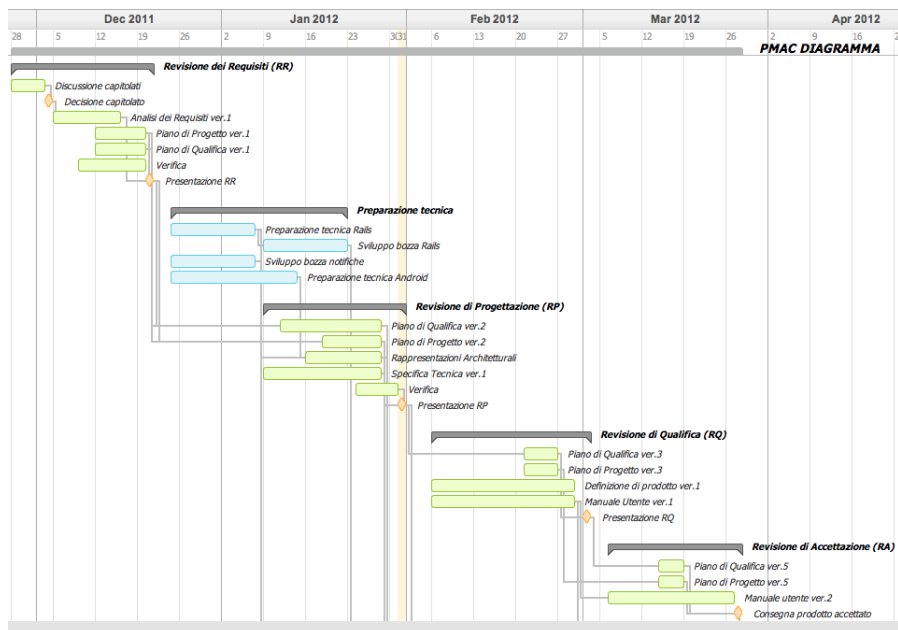 Dec 2011 Jan 2012 Feb 2012 Mar 2012 Apr 2012
28 5 12 19 26 2 9 16 23 30 31 6 13 20 27 5 12 19 26 2 9 16
PMAC DIAGRAMMA
Revisione dei Requisiti (RR)
Discussione capitolati
Decisione capitolato
Analisi dei Requisiti ver.1
Piano di Progetto ver.1
Piano di Qualifica ver.1
Verifica
Presentazione RR
Preparazione tecnica
Preparazione tecnica Rails
Sviluppo bozza Rails
Sviluppo bozza notifiche
Preparazione tecnica Android
Revisione di Progettazione (RP)
Piano di Qualifica ver.2
Piano di Progetto ver.2
Rappresentazioni Architetturali
Specifica Tecnica ver.1
Verifica
Presentazione RP
Revisione di Qualifica (RQ)
Piano di Qualifica ver.3
Piano di Progetto ver.3
Definizione di prodotto ver.1
Manuale Utente ver.1
Presentazione RQ
Revisione di Accettazione (RA)
Piano di Qualifica ver.5
Piano di Progetto ver.5
Manuale utente ver.2
Consegna prodotto accettato